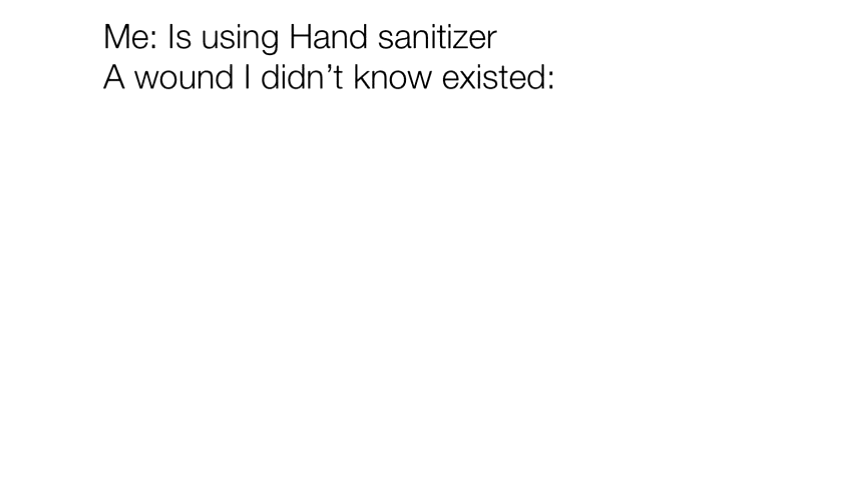 Me: Is using Hand sanitizer
A wound I didn’t know existed: